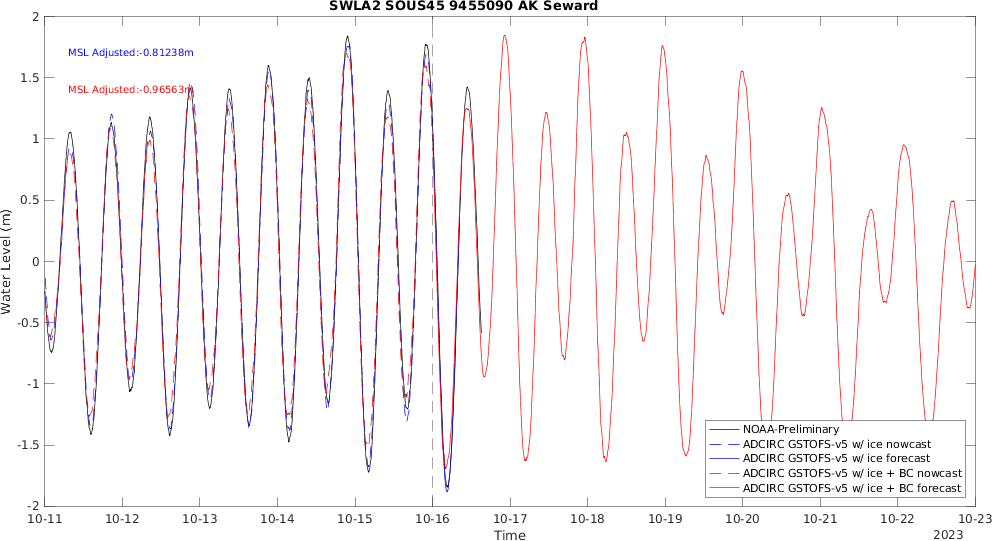 SWLA2 SOUS45 9455090 AK Seward
MSL Adjusted:-0.81238m
MSL Adjusted:-0.96563m
2
1.5
1
0.5
0
-0.5
-1
-1.5
-2
Water Level (m)
NOAA-Preliminary
ADCIRC GSTOFS-v5 w/ ice nowcast
ADCIRC GSTOFS-v5 w/ ice forecast
ADCIRC GSTOFS-v5 w/ ice + BC nowcast
ADCIRC GSTOFS-v5 w/ ice + BC forecast
10-11 10-12 10-13 10-14 10-15 10-16 10-17 10-18 10-19 10-20 10-21 10-22 10-23
Time
2023